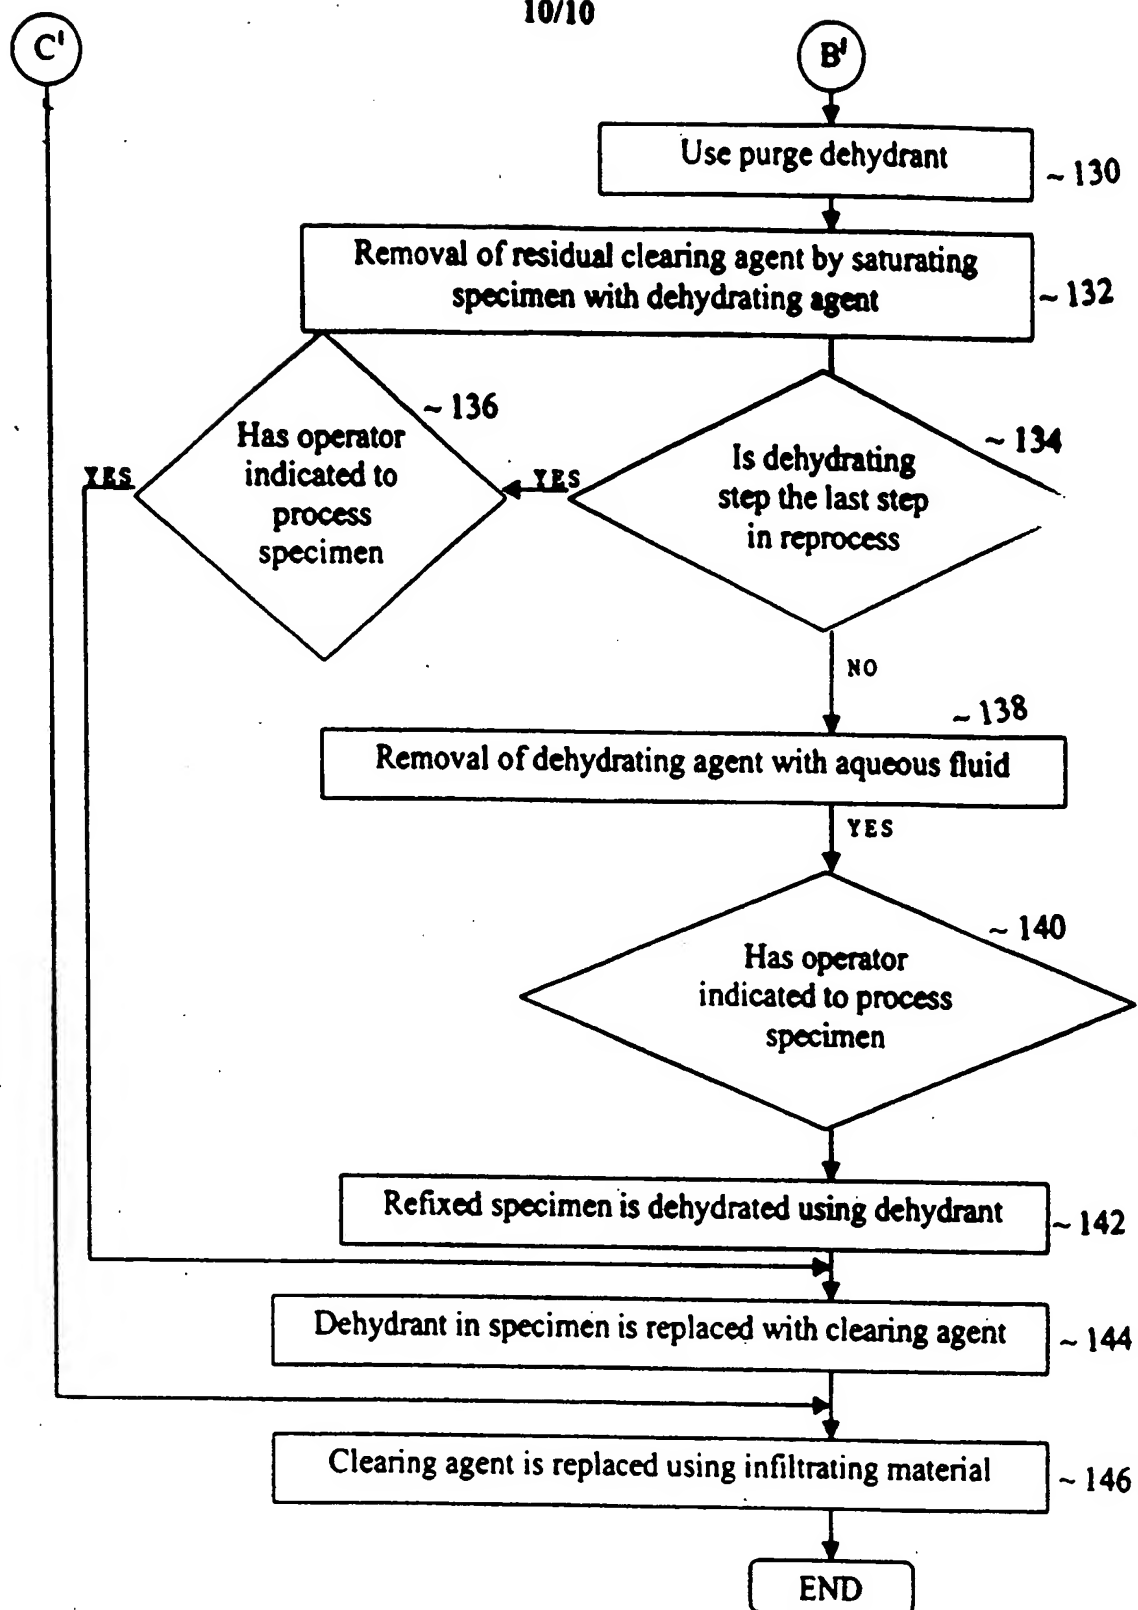 10/10
C'
B'
Use purge dehydrant
~ 130
Removal of residual clearing agent by saturating
specimen with dehydrating agent
~ 132
~ 136
Has operator
indicated to
process
specimen
YES
YES
~ 134
Is dehydrating
step the last step
in reprocess
NO
~ 138
Removal of dehydrating agent with aqueous fluid
YES
~ 140
Has operator
indicated to process
specimen
Refixed specimen is dehydrated using dehydrant
~ 142
Dehydrant in specimen is replaced with clearing agent
~ 144
Clearing agent is replaced using infiltrating material
~ 146
END